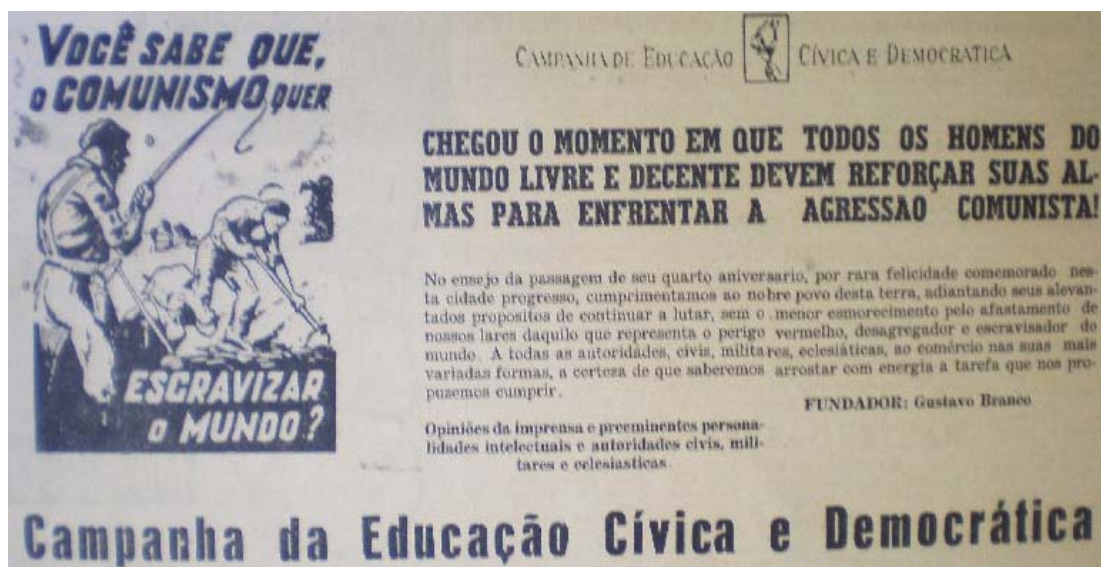 VOCÊ SABE QUE,
O COMUNISMO QUER
ESCRAVIZAR
O MUNDO?
CAMPANHA DE EDUCAÇÃO CÍVICA E DEMOCRATICA
CHEGOU O MOMENTO EM QUE TODOS OS HOMENS DO
MUNDO LIVRE E DECENTE DEVEM REFORÇAR SUAS AL-
MAS PARA ENFRENTAR A AGRESSAO COMUNISTA!
No ensejo da passagem de seu quarto aniversario, por rara felicidade comemorado nes-
ta cidade progresso, cumprimentamos ao nobre povo desta terra, adiantando seus alevan-
tados propositos de continuar a lutar, sem o menor esmorecimento pelo afastamento de
nossos lares daquilo que representa o perigo vermelho, desagregador e escravisador do
mundo. A todas as autoridades, civis, militares, eclesiáticas, ao comércio nas suas mais
variadas formas, a certeza de que saberemos arrostar com energia a tarefa que nos pro-
puzemos cumprir.
FUNDADOR: Gustavo Branco
Opiniões da imprensa e preeminentes persona-
lidades intelectuais e autoridades civis, mili-
tares e eclesiasticas.
Campanha da Educação Cívica e Democrática